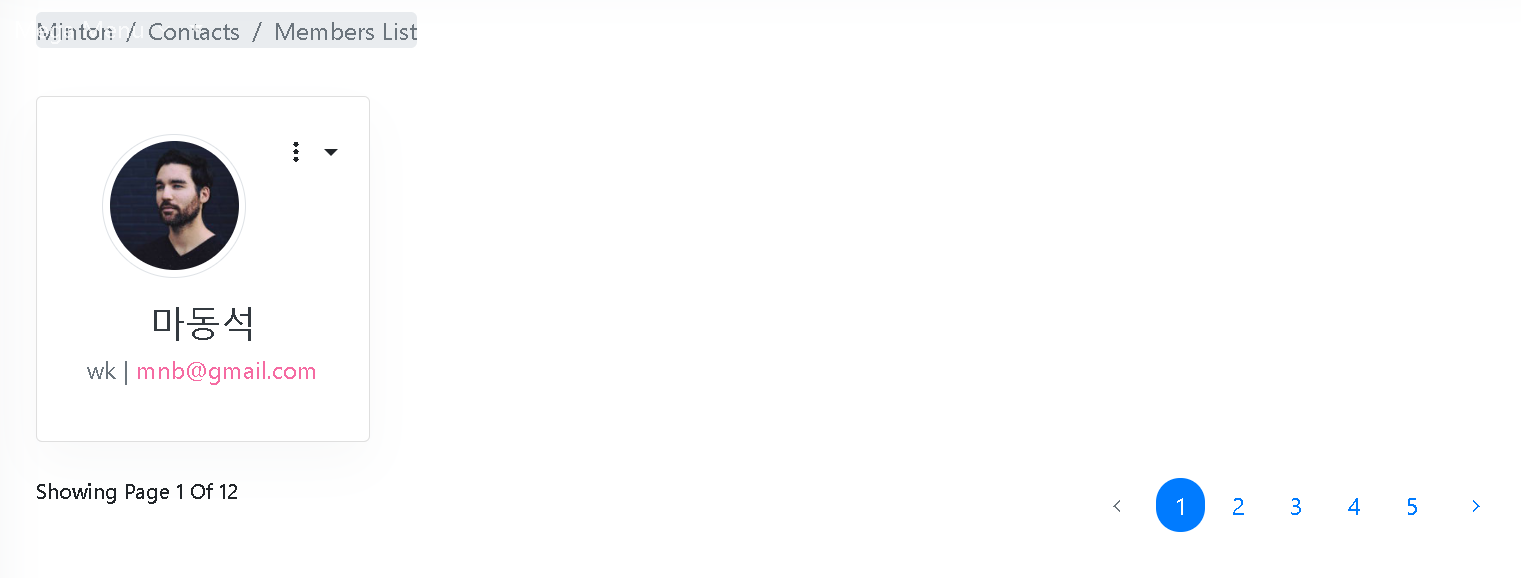 Minton / Contacts / Members List
마동석
wk | mnb@gmail.com
Showing Page 1 Of 12
‹ 1 2 3 4 5 ›